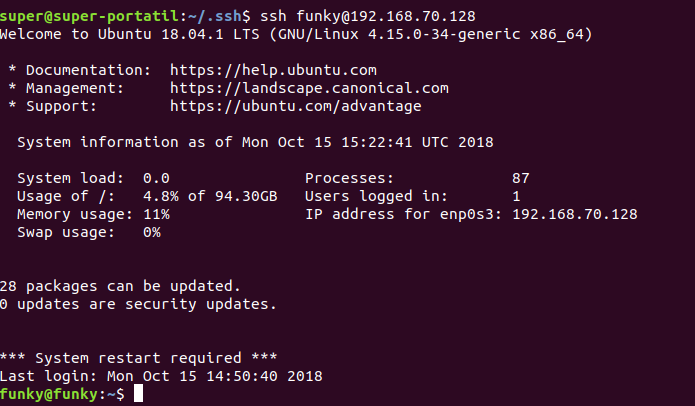 super@super-portatil:~/.ssh$ ssh funky@192.168.70.128
Welcome to Ubuntu 18.04.1 LTS (GNU/Linux 4.15.0-34-generic x86_64)
* Documentation:  https://help.ubuntu.com
* Management:     https://landscape.canonical.com
* Support:        https://ubuntu.com/advantage
System information as of Mon Oct 15 15:22:41 UTC 2018
System load:  0.0                Processes:              87
Usage of /:   4.8% of 94.30GB   Users logged in:        1
Memory usage: 11%                IP address for enp0s3: 192.168.70.128
Swap usage:   0%
28 packages can be updated.
0 updates are security updates.
*** System restart required ***
Last login: Mon Oct 15 14:50:40 2018
funky@funky:~$